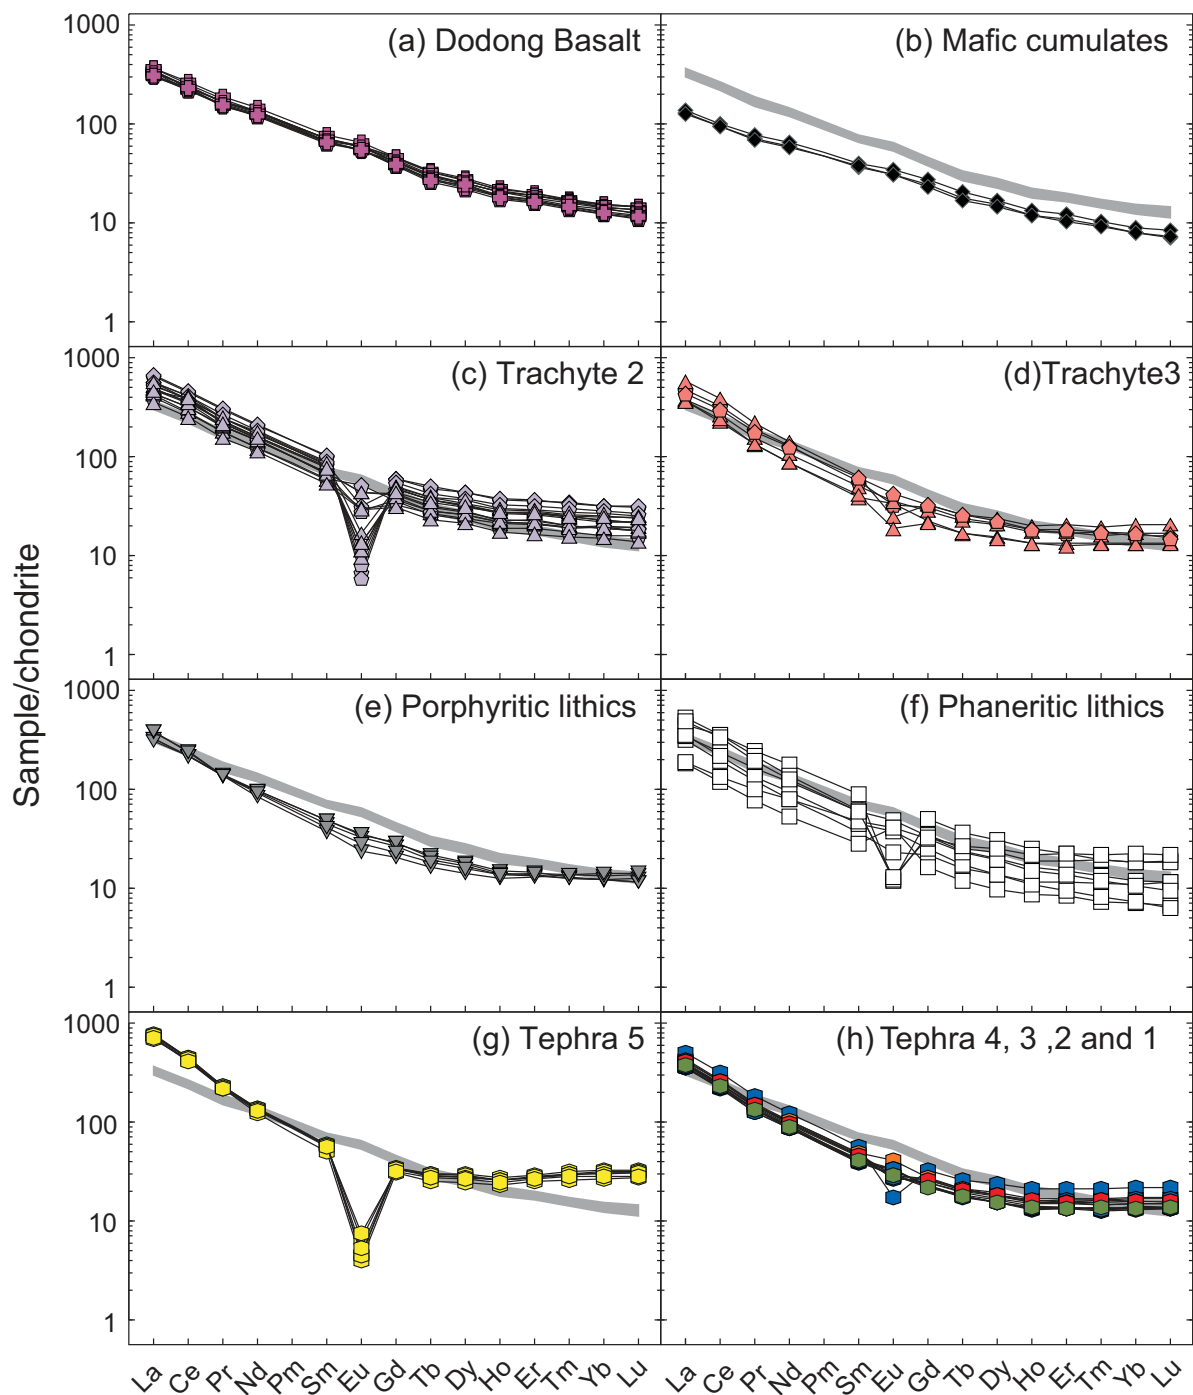 (a) Dodong Basalt
(b) Mafic cumulates
1000
100
10
1
(c) Trachyte 2
(d)Trachyte3
1000
100
10
1
(e) Porphyritic lithics
(f) Phaneritic lithics
1000
100
10
1
(g) Tephra 5
(h) Tephra 4, 3 ,2 and 1
1000
100
10
1
Sample/chondrite
La Ce Pr Nd Pm Sm Eu Gd Tb Dy Ho Er Tm Yb Lu
La Ce Pr Nd Pm Sm Eu Gd Tb Dy Ho Er Tm Yb Lu